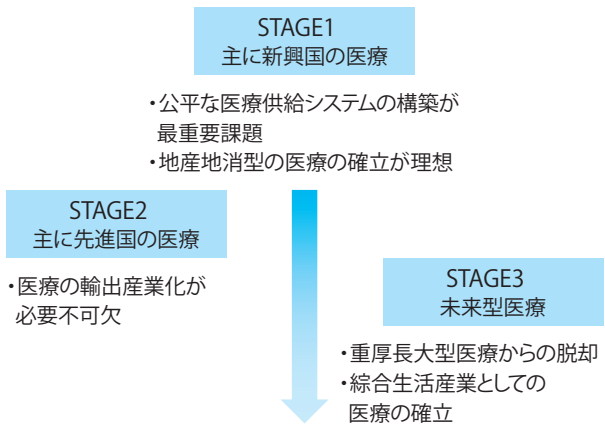 STAGE1
主に新興国の医療
・公平な医療供給システムの構築が
最重要課題
・地産地消型の医療の確立が理想
STAGE2
主に先進国の医療
・医療の輸出産業化が
必要不可欠
STAGE3
未来型医療
・重厚長大型医療からの脱却
・綜合生活産業としての
医療の確立